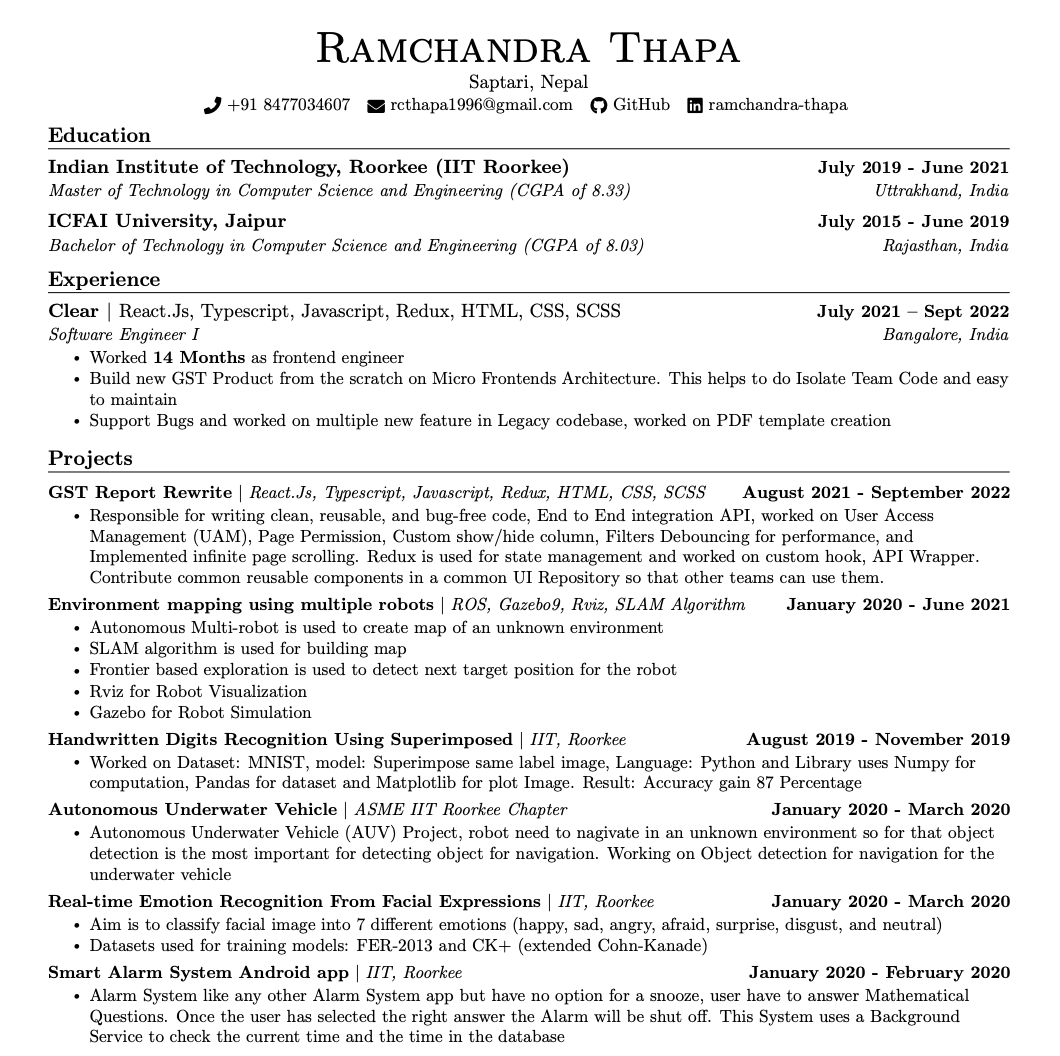 Ramchandra Thapa
Saptari, Nepal
+91 8477034607 rcthapa1996@gmail.com GitHub ramchandra-thapa
Education
Indian Institute of Technology, Roorkee (IIT Roorkee) July 2019 - June 2021
Master of Technology in Computer Science and Engineering (CGPA of 8.33) Uttrakhand, India
ICFAI University, Jaipur July 2015 - June 2019
Bachelor of Technology in Computer Science and Engineering (CGPA of 8.03) Rajasthan, India
Experience
Clear | React.Js, Typescript, Javascript, Redux, HTML, CSS, SCSS July 2021 – Sept 2022
Software Engineer I Bangalore, India
• Worked 14 Months as frontend engineer
• Build new GST Product from the scratch on Micro Frontends Architecture. This helps to do Isolate Team Code and easy
to maintain
• Support Bugs and worked on multiple new feature in Legacy codebase, worked on PDF template creation
Projects
GST Report Rewrite | React.Js, Typescript, Javascript, Redux, HTML, CSS, SCSS August 2021 - September 2022
• Responsible for writing clean, reusable, and bug-free code, End to End integration API, worked on User Access
Management (UAM), Page Permission, Custom show/hide column, Filters Debouncing for performance, and
Implemented infinite page scrolling. Redux is used for state management and worked on custom hook, API Wrapper.
Contribute common reusable components in a common UI Repository so that other teams can use them.
Environment mapping using multiple robots | ROS, Gazebo9, Rviz, SLAM Algorithm January 2020 - June 2021
• Autonomous Multi-robot is used to create map of an unknown environment
• SLAM algorithm is used for building map
• Frontier based exploration is used to detect next target position for the robot
• Rviz for Robot Visualization
• Gazebo for Robot Simulation
Handwritten Digits Recognition Using Superimposed | IIT, Roorkee August 2019 - November 2019
• Worked on Dataset: MNIST, model: Superimpose same label image, Language: Python and Library uses Numpy for
computation, Pandas for dataset and Matplotlib for plot Image. Result: Accuracy gain 87 Percentage
Autonomous Underwater Vehicle | ASME IIT Roorkee Chapter January 2020 - March 2020
• Autonomous Underwater Vehicle (AUV) Project, robot need to nagivate in an unknown environment so for that object
detection is the most important for detecting object for navigation. Working on Object detection for navigation for the
underwater vehicle
Real-time Emotion Recognition From Facial Expressions | IIT, Roorkee January 2020 - March 2020
• Aim is to classify facial image into 7 different emotions (happy, sad, angry, afraid, surprise, disgust, and neutral)
• Datasets used for training models: FER-2013 and CK+ (extended Cohn-Kanade)
Smart Alarm System Android app | IIT, Roorkee January 2020 - February 2020
• Alarm System like any other Alarm System app but have no option for a snooze, user have to answer Mathematical
Questions. Once the user has selected the right answer the Alarm will be shut off. This System uses a Background
Service to check the current time and the time in the database